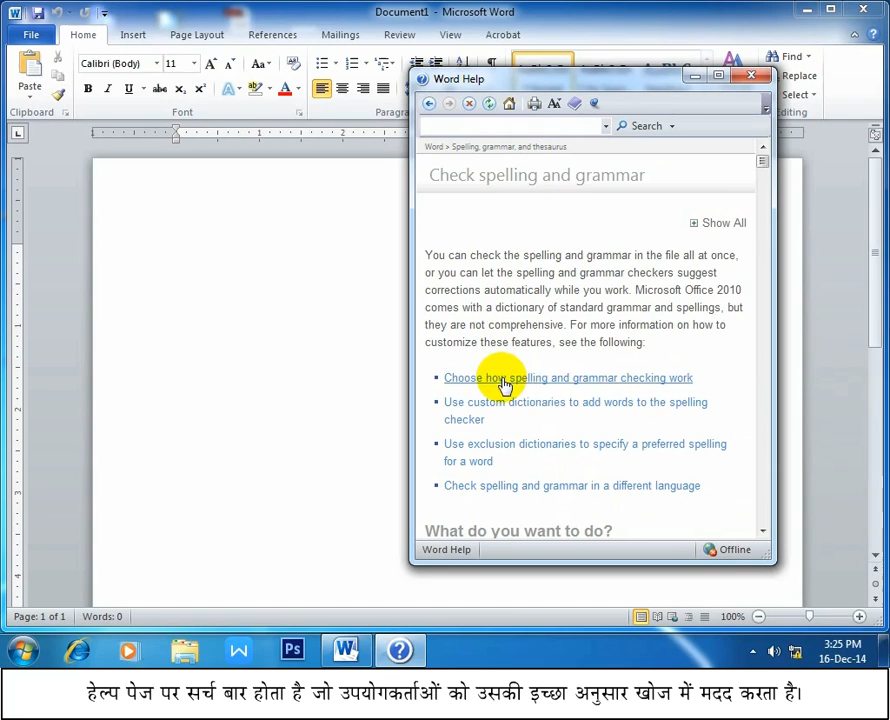 Document1 - Microsoft Word
File Home Insert Page Layout References Mailings Review View Acrobat
Calibri (Body) 11
Paste
Find
Replace
Select
Clipboard Font Paragr Editing
Word Help
Search
Word > Spelling, grammar, and thesaurus
Check spelling and grammar
Show All
You can check the spelling and grammar in the file all at once,
or you can let the spelling and grammar checkers suggest
corrections automatically while you work. Microsoft Office 2010
comes with a dictionary of standard grammar and spellings, but
they are not comprehensive. For more information on how to
customize these features, see the following:
Choose how spelling and grammar checking work
Use custom dictionaries to add words to the spelling
checker
Use exclusion dictionaries to specify a preferred spelling
for a word
Check spelling and grammar in a different language
What do you want to do?
Word Help Offline
Page: 1 of 1 Words: 0 100%
3:25 PM
16-Dec-14
हेल्प पेज पर सर्च बार होता है जो उपयोगकर्ताओं को उसकी इच्छा अनुसार खोज में मदद करता है।